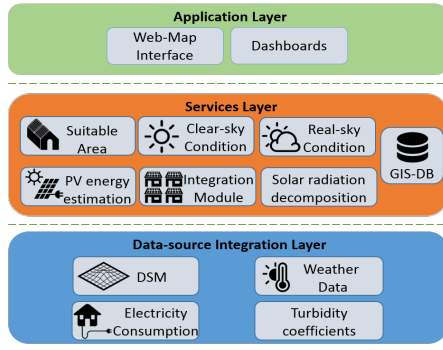 Application Layer
Web-Map
Interface
Dashboards
Services Layer
Suitable
Area
Clear-sky
Condition
Real-sky
Condition
GIS-DB
PV energy
estimation
Integration
Module
Solar radiation
decomposition
Data-source Integration Layer
DSM
Weather
Data
Electricity
Consumption
Turbidity
coefficients